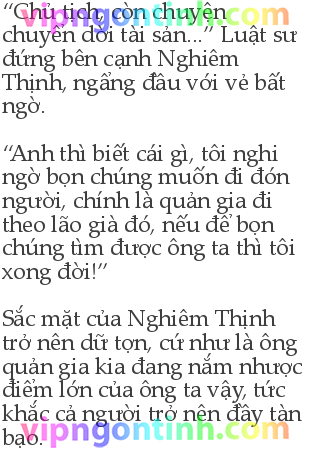 “Chủ tịch, còn chuyện
vipngontinh.com
chuyển dời tài sản...” Luật sư
đứng bên cạnh Nghiêm
Thịnh, ngẩng đầu với vẻ bất
ngờ.
“Anh thì biết cái gì, tôi nghi
ngờ bọn chúng muốn đi đón
người, chính là quản gia đi
theo lão già đó, nếu để bọn
chúng tìm được ông ta thì tôi
xong đời!”
Sắc mặt của Nghiêm Thịnh
trở nên dữ tợn, cứ như là ông
quản gia kia đang nắm nhược
điểm lớn của ông ta vậy, tức
khắc cả người trở nên đầy tàn
bạo.
vipngontinh.com